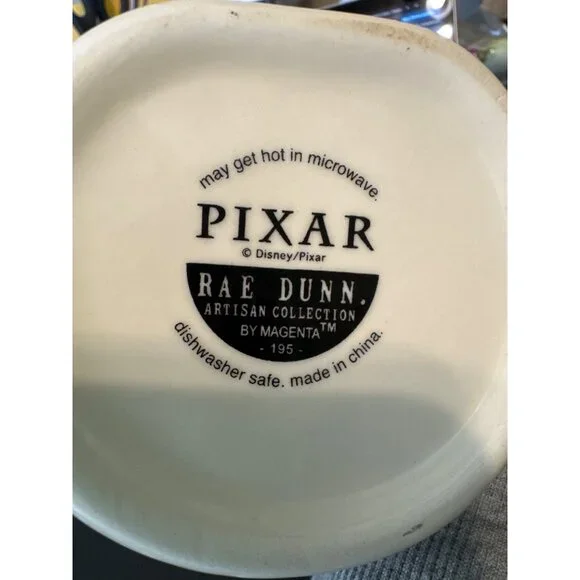 may get hot in microwave.
PIXAR
© Disney/Pixar
RAE DUNN.
ARTISAN COLLECTION
BY MAGENTA™
- 195 -
dishwasher safe. made in china.